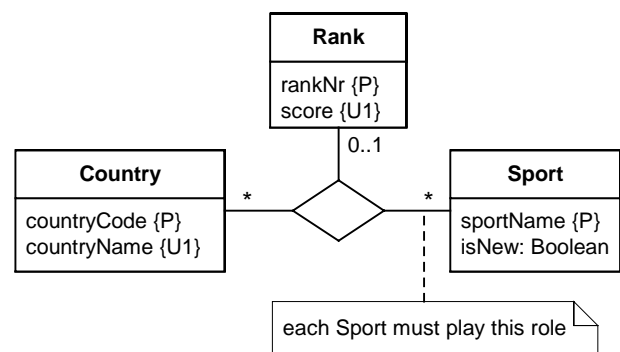 Rank
rankNr {P}
score {U1}
0..1
Country
*
*
Sport
countryCode {P}
countryName {U1}
sportName {P}
isNew: Boolean
each Sport must play this role